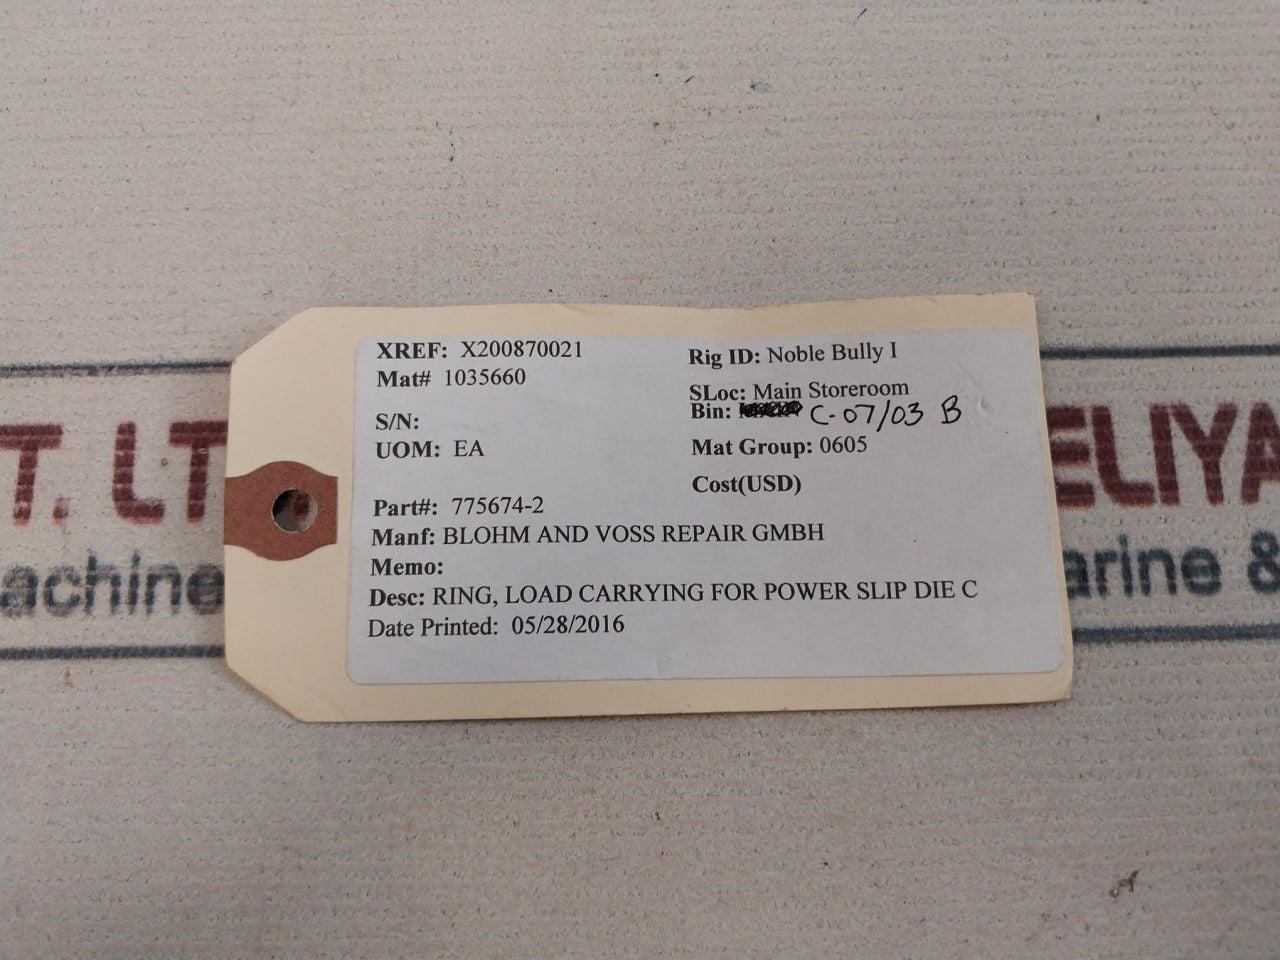 XREF: X200870021
Mat# 1035660
S/N:
UOM: EA
Part#: 775674-2
Manf: BLOHM AND VOSS REPAIR GMBH
Memo:
Desc: RING, LOAD CARRYING FOR POWER SLIP DIE C
Date Printed: 05/28/2016
Rig ID: Noble Bully I
SLoc: Main Storeroom
Bin: C-07/03 B
Mat Group: 0605
Cost(USD)
T. LT
ELIYA
achine
arine &